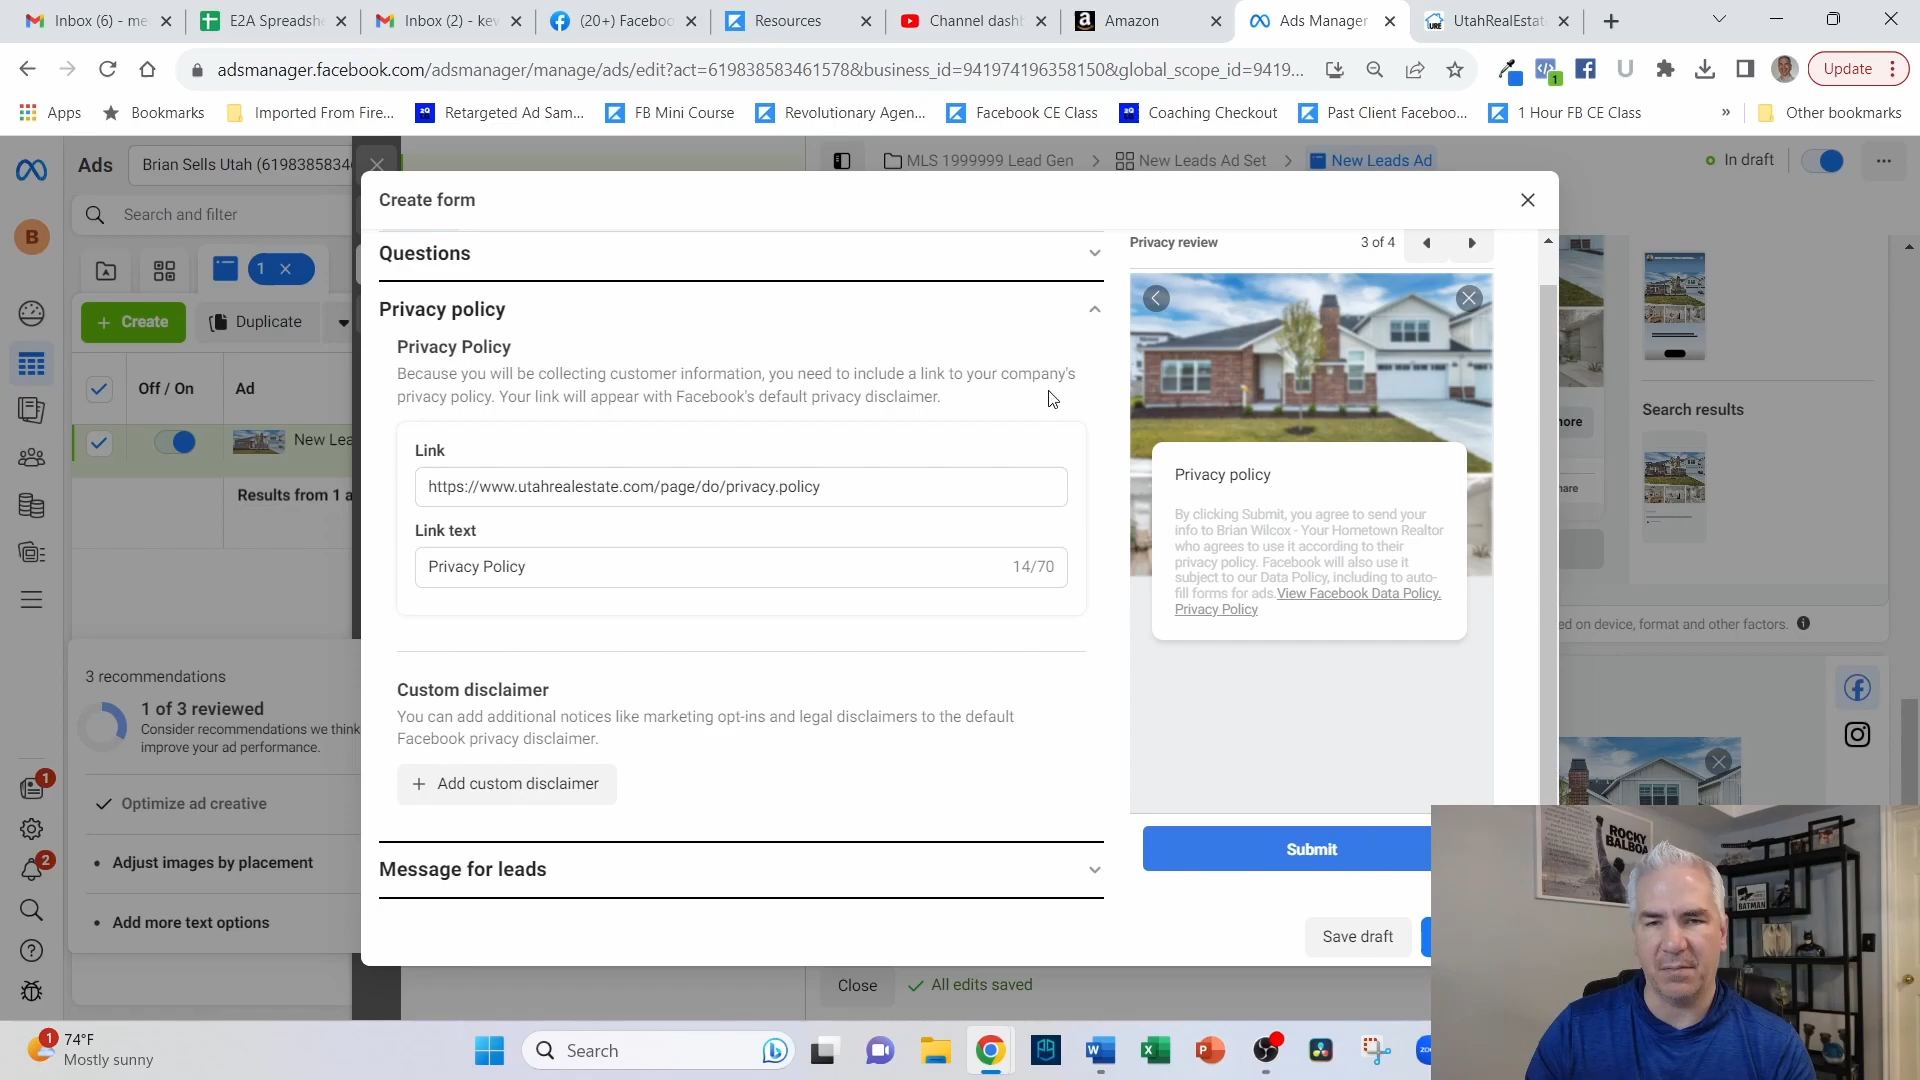 Inbox (6) - me
E2A Spreadshe
Inbox (2) - kev
(20+) Faceboo
Resources
Channel dashb
Amazon
Ads Manager
UtahRealEstat
adsmanager.facebook.com/adsmanager/manage/ads/edit?act=619838583461578&business_id=941974196358150&global_scope_id=9419...
Update
Apps
Bookmarks
Imported From Fire...
Retargeted Ad Sam...
FB Mini Course
Revolutionary Agen...
Facebook CE Class
Coaching Checkout
Past Client Faceboo...
1 Hour FB CE Class
»
Other bookmarks
Ads
Brian Sells Utah (6198385834
MLS 1999999 Lead Gen
New Leads Ad Set
New Leads Ad
In draft
Search and filter
B
1
Create
Duplicate
Off / On
Ad
New Lea
Results from 1 a
3 recommendations
1 of 3 reviewed
Consider recommendations we think
improve your ad performance.
Optimize ad creative
Adjust images by placement
Add more text options
1
2
Create form
Questions
Privacy policy
Privacy Policy
Because you will be collecting customer information, you need to include a link to your company's
privacy policy. Your link will appear with Facebook's default privacy disclaimer.
Link
https://www.utahrealestate.com/page/do/privacy.policy
Link text
Privacy Policy
14/70
Custom disclaimer
You can add additional notices like marketing opt-ins and legal disclaimers to the default
Facebook privacy disclaimer.
+ Add custom disclaimer
Message for leads
Privacy review
3 of 4
Privacy policy
By clicking Submit, you agree to send your
info to Brian Wilcox - Your Hometown Realtor
who agrees to use it according to their
privacy policy. Facebook will also use it
subject to our Data Policy, including to auto-
fill forms for ads.View Facebook Data Policy.
Privacy Policy
Submit
Save draft
Close
All edits saved
Search results
nore
hare
ed on device, format and other factors.
ROCKY
BALBOA
BATMAN
1
74°F
Mostly sunny
Search